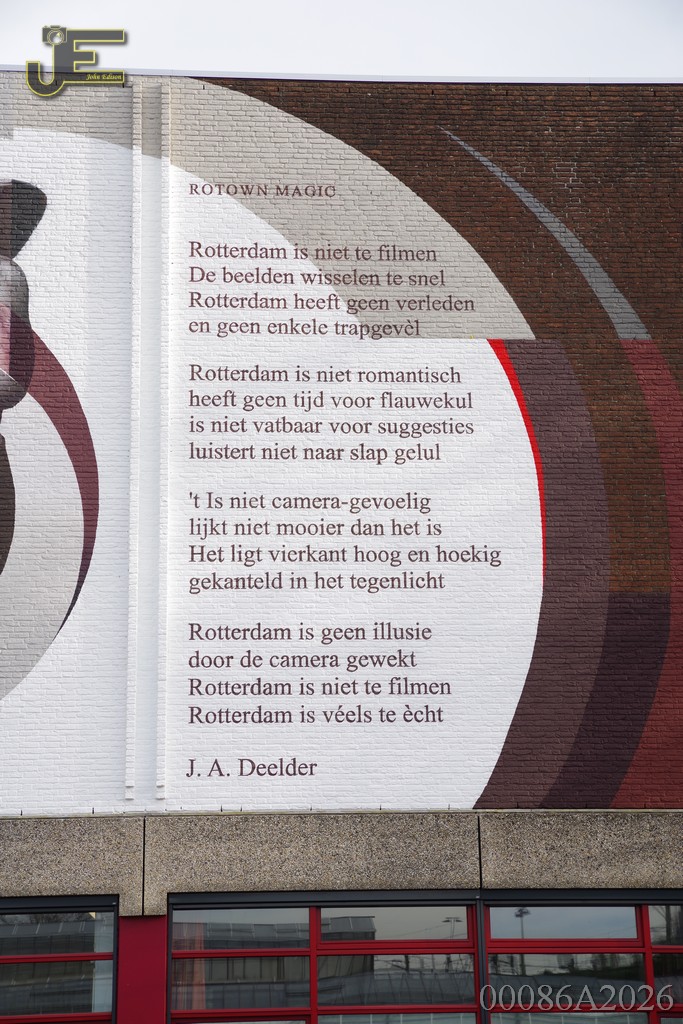 JE
John Edison
ROTOWN MAGIC
Rotterdam is niet te filmen
De beelden wisselen te snel
Rotterdam heeft geen verleden
en geen enkele trapgevèl
Rotterdam is niet romantisch
heeft geen tijd voor flauwekul
is niet vatbaar voor suggesties
luistert niet naar slap gelul
't Is niet camera-gevoelig
lijkt niet mooier dan het is
Het ligt vierkant hoog en hoekig
gekanteld in het tegenlicht
Rotterdam is geen illusie
door de camera gewekt
Rotterdam is niet te filmen
Rotterdam is véels te ècht
J. A. Deelder
00086A2026